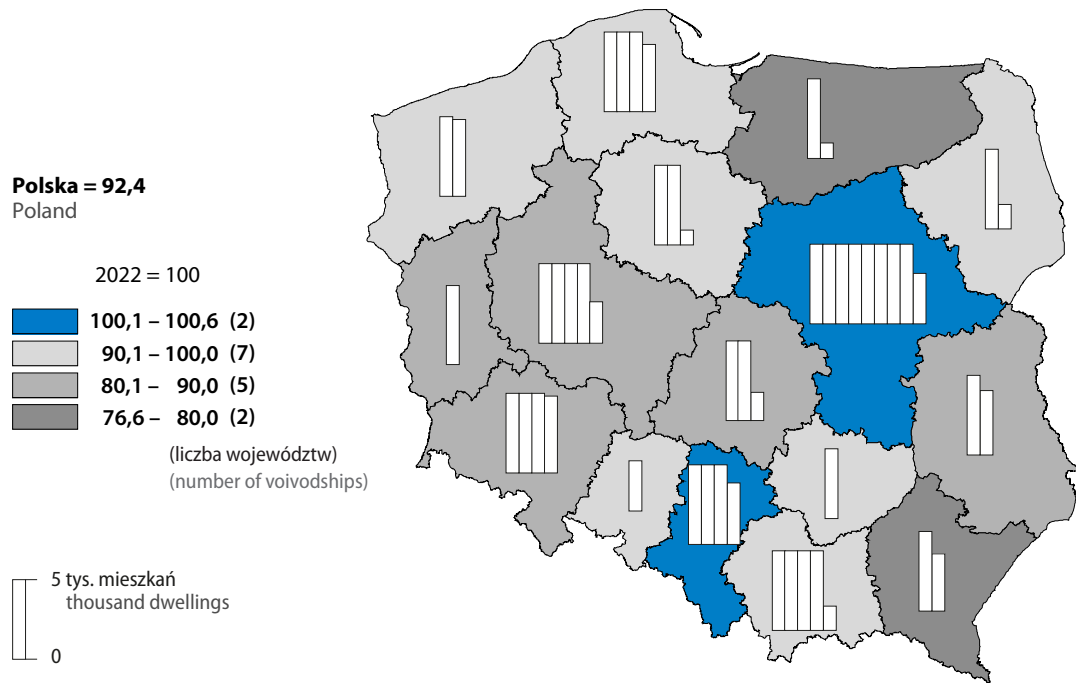 Polska = 92,4
Poland
2022 = 100
100,1 – 100,6 (2)
90,1 – 100,0 (7)
80,1 – 90,0 (5)
76,6 – 80,0 (2)
(liczba województw)
(number of voivodships)
5 tys. mieszkań
thousand dwellings
0